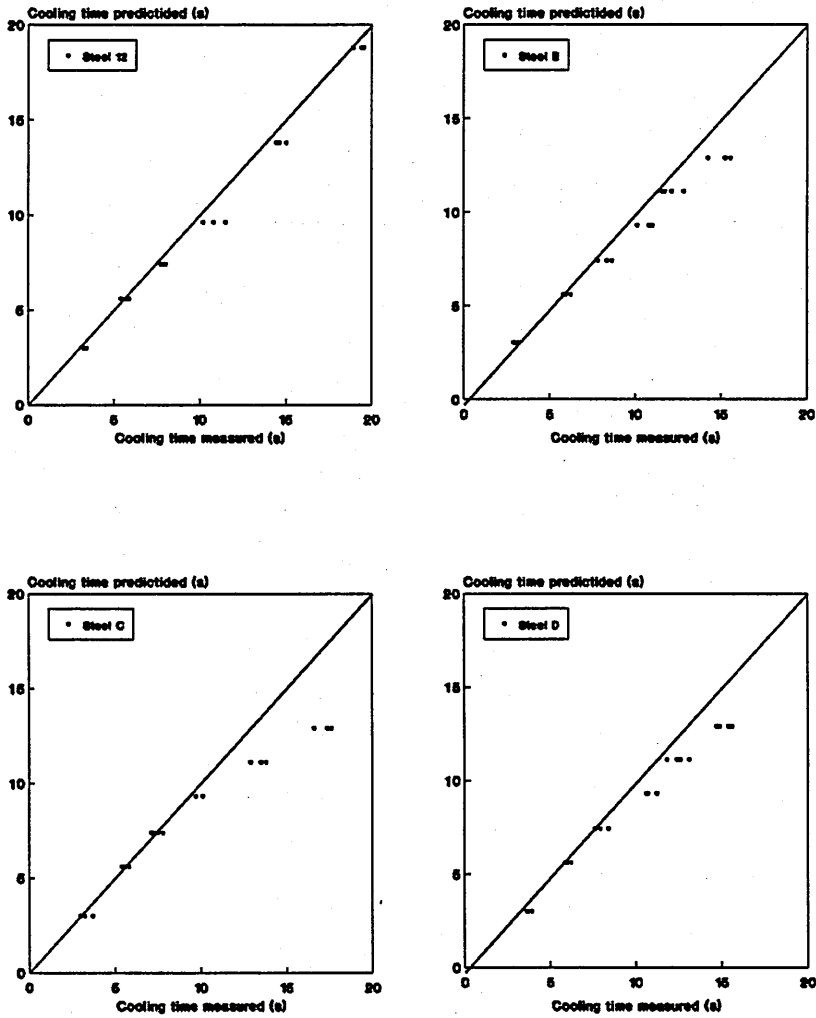 Cooling time predictided (s)
20
15
10
5
0
Steel 12
0 5 10 15 20
Cooling time measured (s)
Cooling time predictided (s)
20
15
10
5
0
Steel B
0 5 10 15 20
Cooling time measured (s)
Cooling time predictided (s)
20
15
10
5
0
Steel C
0 5 10 15 20
Cooling time measured (s)
Cooling time predictided (s)
20
15
10
5
0
Steel D
0 5 10 15 20
Cooling time measured (s)